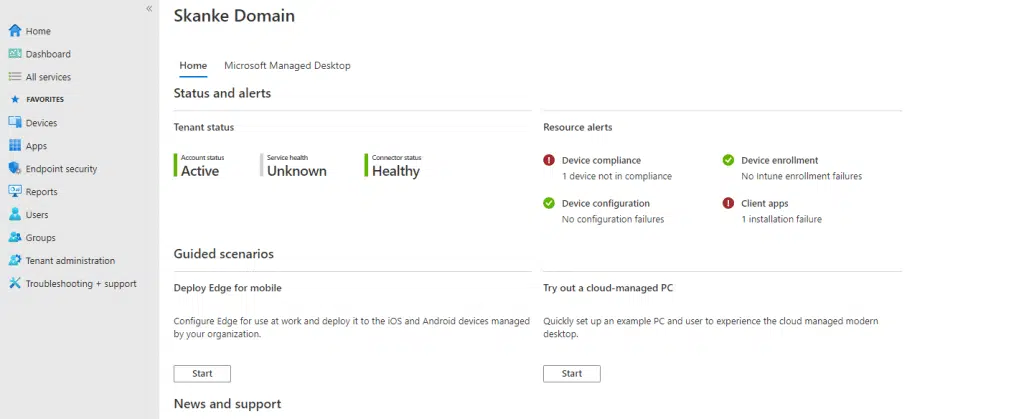 Skanke Domain
Home
Dashboard
All services
FAVORITES
Devices
Apps
Endpoint security
Reports
Users
Groups
Tenant administration
Troubleshooting + support
Home Microsoft Managed Desktop
Status and alerts
Tenant status
Account status
Active
Service health
Unknown
Connector status
Healthy
Resource alerts
Device compliance
1 device not in compliance
Device enrollment
No Intune enrollment failures
Device configuration
No configuration failures
Client apps
1 installation failure
Guided scenarios
Deploy Edge for mobile
Configure Edge for use at work and deploy it to the iOS and Android devices managed
by your organization.
Start
Try out a cloud-managed PC
Quickly set up an example PC and user to experience the cloud managed modern
desktop.
Start
News and support